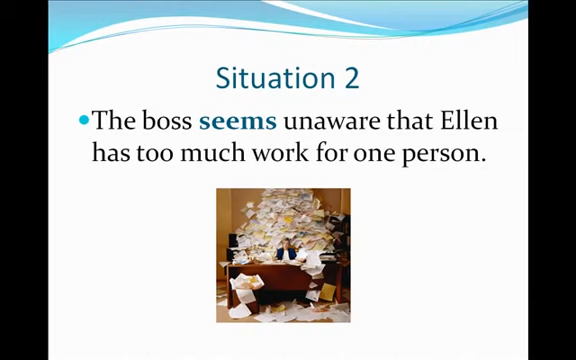 Situation 2
The boss seems unaware that Ellen
has too much work for one person.